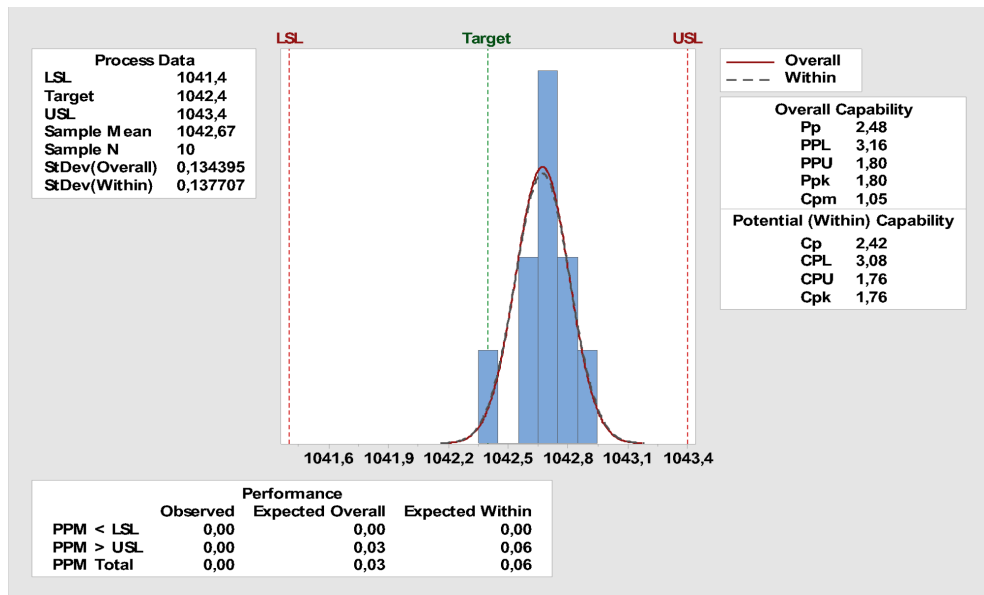 LSL Target USL
Process Data
LSL 1041,4
Target 1042,4
USL 1043,4
Sample Mean 1042,67
Sample N 10
StDev(Overall) 0,134395
StDev(Within) 0,137707
Overall
Within
Overall Capability
Pp 2,48
PPL 3,16
PPU 1,80
Ppk 1,80
Cpm 1,05
Potential (Within) Capability
Cp 2,42
CPL 3,08
CPU 1,76
Cpk 1,76
1041,6 1041,9 1042,2 1042,5 1042,8 1043,1 1043,4
Performance
Observed Expected Overall Expected Within
PPM < LSL 0,00 0,00 0,00
PPM > USL 0,00 0,03 0,06
PPM Total 0,00 0,03 0,06